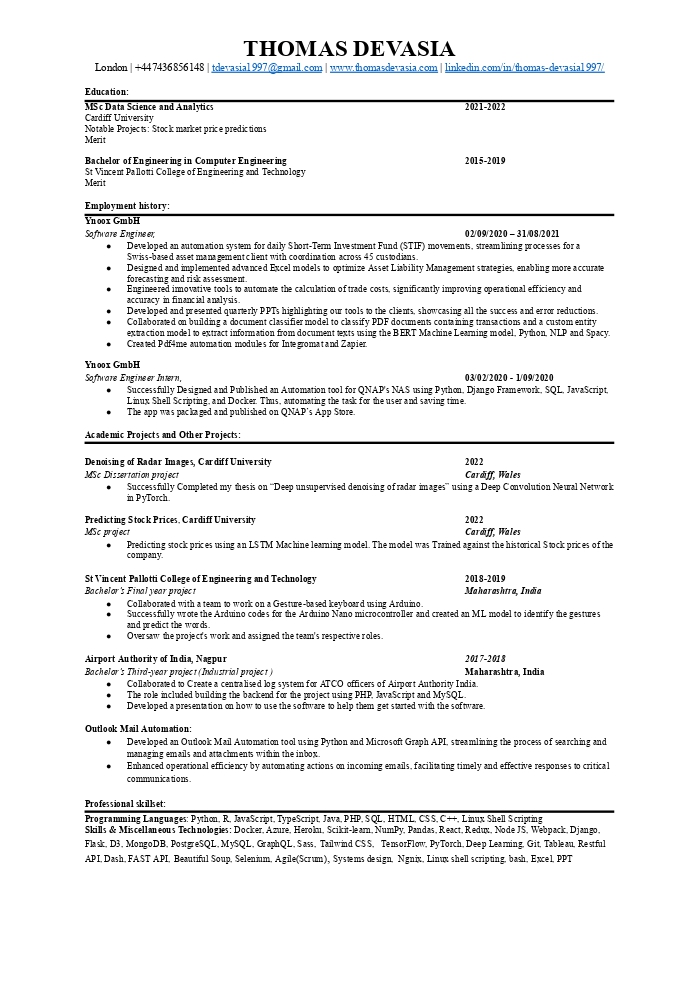 THOMAS DEVASIA
London | +447436856148 | tdevasia1997@gmail.com | www.thomasdevasia.com | linkedin.com/in/thomas-devasia1997/
Education:
MSc Data Science and Analytics 2021-2022
Cardiff University
Notable Projects: Stock market price predictions
Merit
Bachelor of Engineering in Computer Engineering 2015-2019
St Vincent Pallotti College of Engineering and Technology
Merit
Employment history:
Ynoox GmbH
Software Engineer, 02/09/2020 – 31/08/2021
● Developed an automation system for daily Short-Term Investment Fund (STIF) movements, streamlining processes for a
Swiss-based asset management client with coordination across 45 custodians.
● Designed and implemented advanced Excel models to optimize Asset Liability Management strategies, enabling more accurate
forecasting and risk assessment.
● Engineered innovative tools to automate the calculation of trade costs, significantly improving operational efficiency and
accuracy in financial analysis.
● Developed and presented quarterly PPTs highlighting our tools to the clients, showcasing all the success and error reductions.
● Collaborated on building a document classifier model to classify PDF documents containing transactions and a custom entity
extraction model to extract information from document texts using the BERT Machine Learning model, Python, NLP and Spacy.
● Created Pdf4me automation modules for Integromat and Zapier.
Ynoox GmbH
Software Engineer Intern, 03/02/2020 - 1/09/2020
● Successfully Designed and Published an Automation tool for QNAP's NAS using Python, Django Framework, SQL, JavaScript,
Linux Shell Scripting, and Docker. Thus, automating the task for the user and saving time.
● The app was packaged and published on QNAP's App Store.
Academic Projects and Other Projects:
Denoising of Radar Images, Cardiff University 2022
MSc Dissertation project Cardiff, Wales
● Successfully Completed my thesis on “Deep unsupervised denoising of radar images” using a Deep Convolution Neural Network
in PyTorch.
Predicting Stock Prices, Cardiff University 2022
MSc project Cardiff, Wales
● Predicting stock prices using an LSTM Machine learning model. The model was Trained against the historical Stock prices of the
company.
St Vincent Pallotti College of Engineering and Technology 2018-2019
Bachelor's Final year project Maharashtra, India
● Collaborated with a team to work on a Gesture-based keyboard using Arduino.
● Successfully wrote the Arduino codes for the Arduino Nano microcontroller and created an ML model to identify the gestures
and predict the words.
● Oversaw the project's work and assigned the team's respective roles.
Airport Authority of India, Nagpur 2017-2018
Bachelor's Third-year project (Industrial project ) Maharashtra, India
● Collaborated to Create a centralised log system for ATCO officers of Airport Authority India.
● The role included building the backend for the project using PHP, JavaScript and MySQL.
● Developed a presentation on how to use the software to help them get started with the software.
Outlook Mail Automation:
● Developed an Outlook Mail Automation tool using Python and Microsoft Graph API, streamlining the process of searching and
managing emails and attachments within the inbox.
● Enhanced operational efficiency by automating actions on incoming emails, facilitating timely and effective responses to critical
communications.
Professional skillset:
Programming Languages: Python, R, JavaScript, TypeScript, Java, PHP, SQL, HTML, CSS, C++, Linux Shell Scripting
Skills & Miscellaneous Technologies: Docker, Azure, Heroku, Scikit-learn, NumPy, Pandas, React, Redux, Node JS, Webpack, Django,
Flask, D3, MongoDB, PostgreSQL, MySQL, GraphQL, Sass, Tailwind CSS, TensorFlow, PyTorch, Deep Learning, Git, Tableau, Restful
API, Dash, FAST API, Beautiful Soup, Selenium, Agile(Scrum), Systems design, Ngnix, Linux shell scripting, bash, Excel, PPT